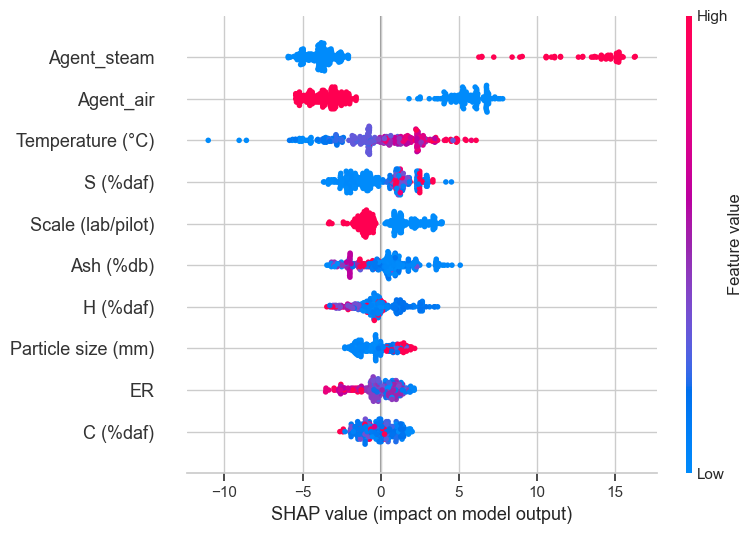 High
Agent_steam
Agent_air
Temperature (°C)
S (%daf)
Scale (lab/pilot)
Ash (%db)
H (%daf)
Particle size (mm)
ER
C (%daf)
Feature value
Low
−10 −5 0 5 10 15
SHAP value (impact on model output)